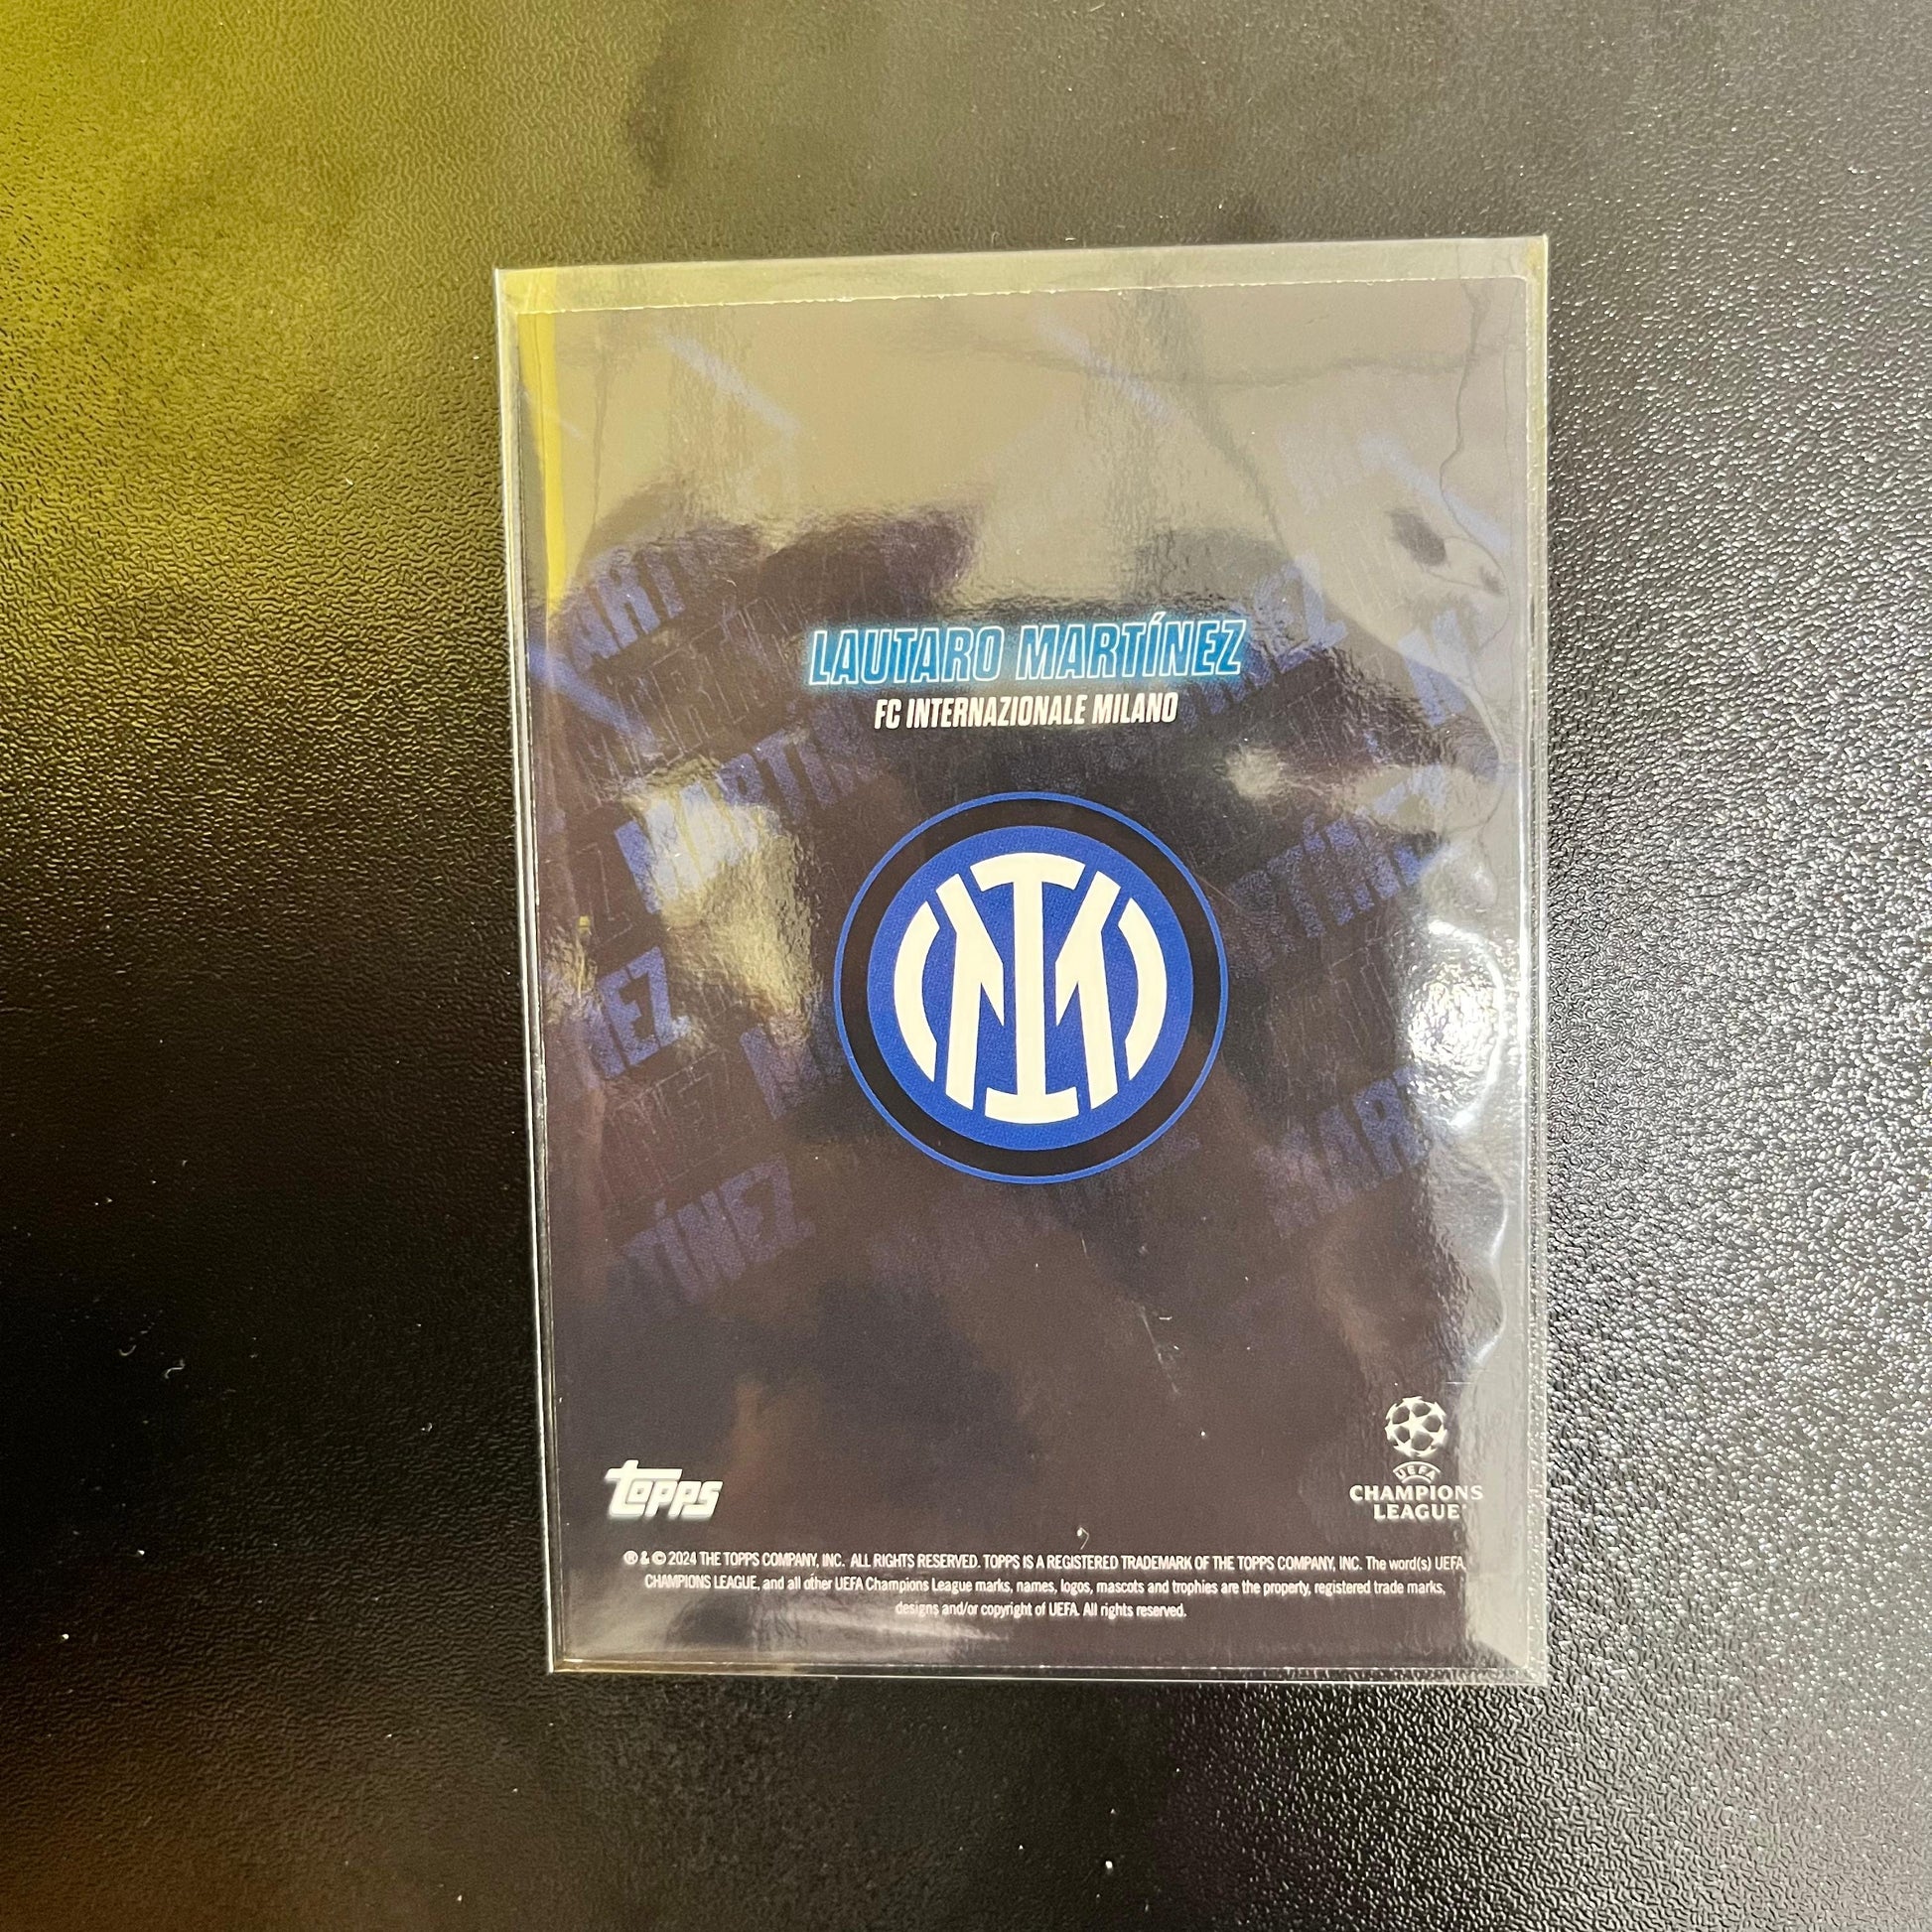 LAUTARO MARTÍNEZ
FC INTERNAZIONALE MILANO
MARTÍN
TÍNEZ
topps
UEFA
CHAMPIONS
LEAGUE
® & © 2024 THE TOPPS COMPANY, INC. ALL RIGHTS RESERVED. TOPPS IS A REGISTERED TRADEMARK OF THE TOPPS COMPANY, INC. The word(s) UEFA,
CHAMPIONS LEAGUE, and all other UEFA Champions League marks, names, logos, mascots and trophies are the property, registered trade marks,
designs and/or copyright of UEFA. All rights reserved.